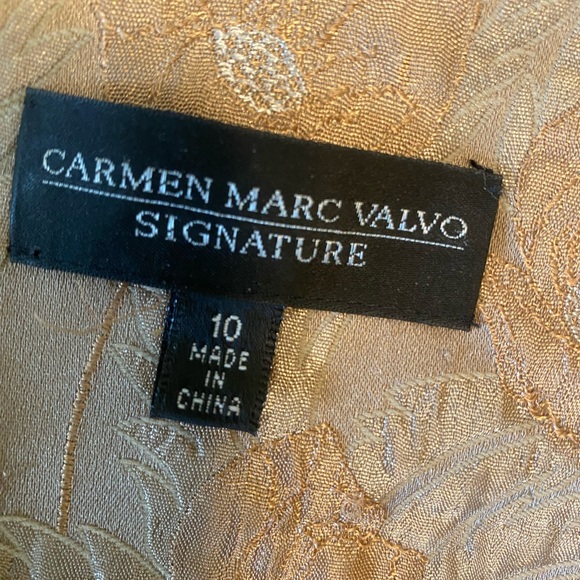 CARMEN MARC VALVO
SIGNATURE
10
MADE
IN
CHINA